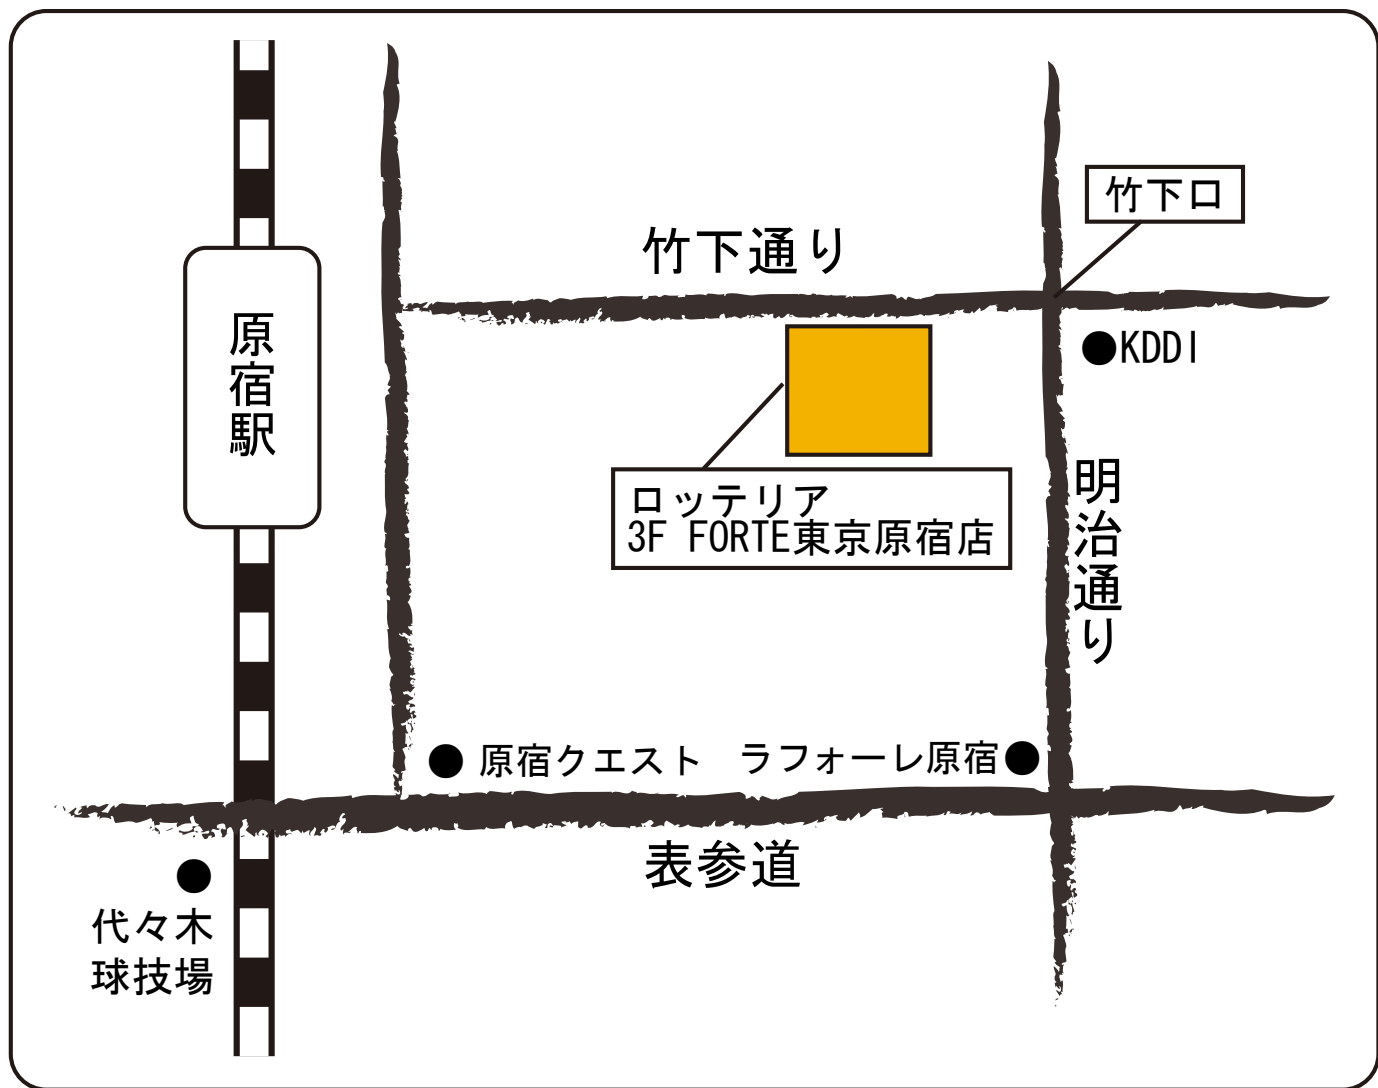 竹下口
竹下通り
原宿駅
KDDI
ロッテリア
3F FORTE東京原宿店
明治通り
原宿クエスト
ラフォーレ原宿
表参道
代々木
球技場